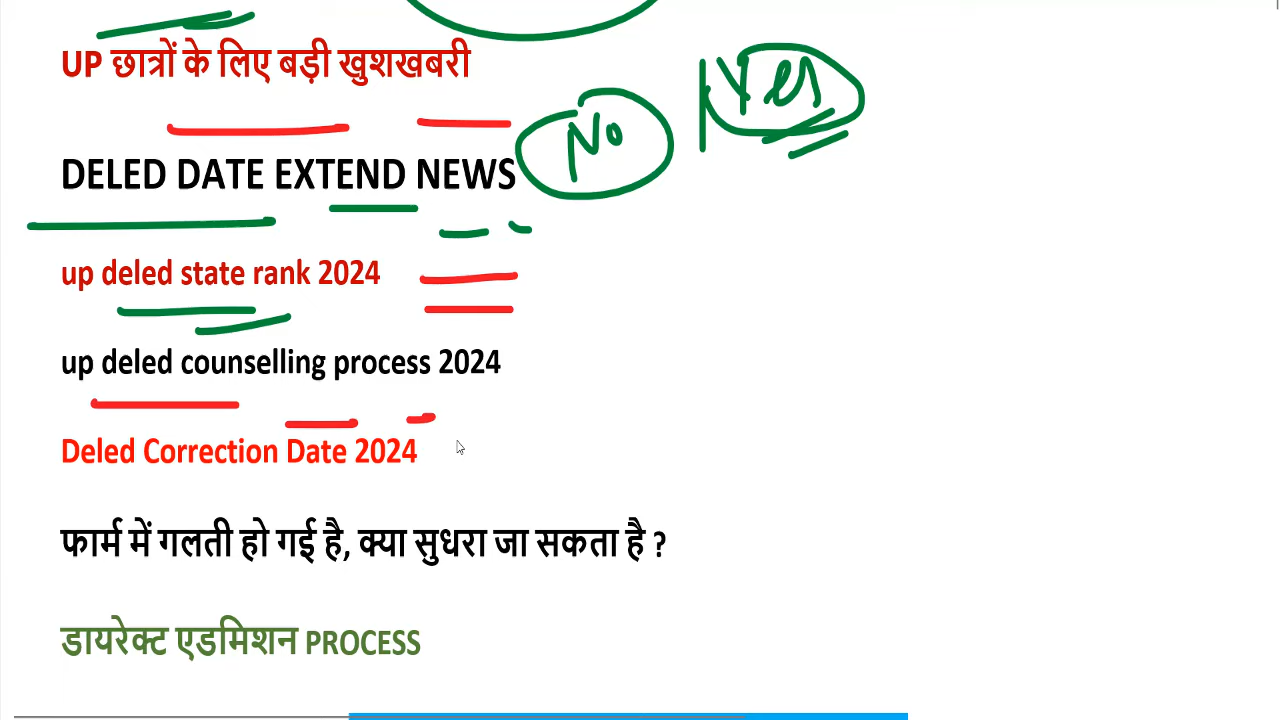 UP छात्रों के लिए बड़ी खुशखबरी
Yes
DELED DATE EXTEND NEWS
No
up deled state rank 2024
up deled counselling process 2024
Deled Correction Date 2024
फार्म में गलती हो गई है, क्या सुधरा जा सकता है ?
डायरेक्ट एडमिशन PROCESS